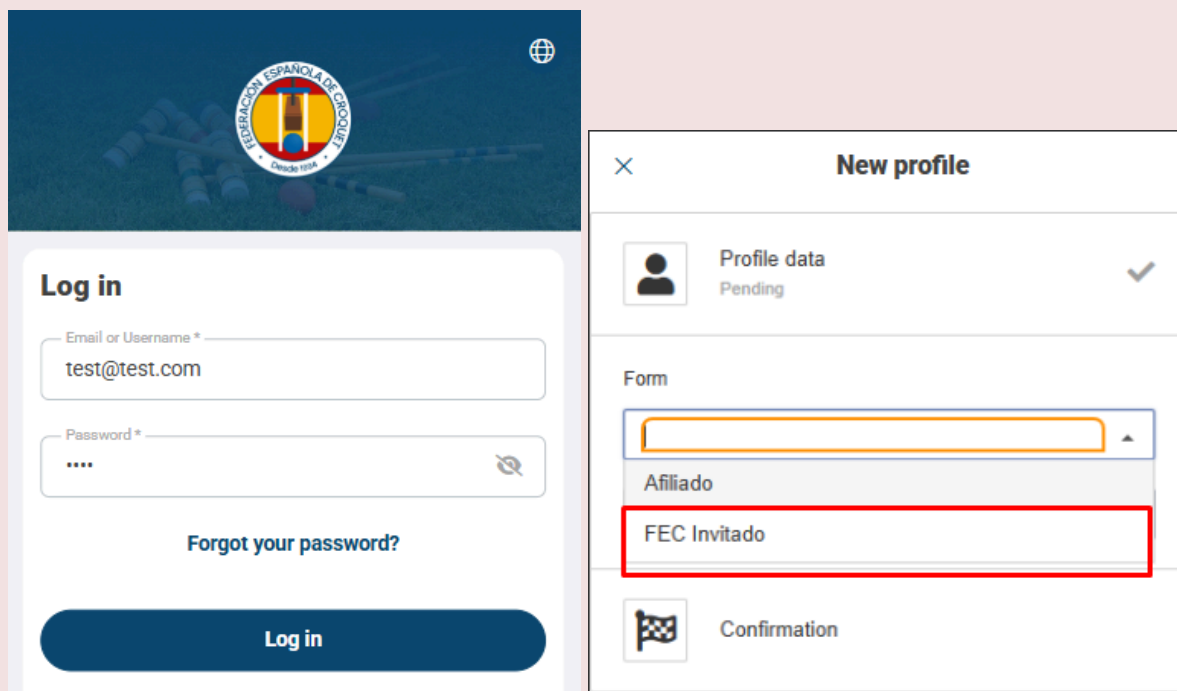 FEDERACIÓN ESPAÑOLA DE CROQUET
Desde 1994
Log in
Email or Username *
test@test.com
Password *
••••
Forgot your password?
Log in
New profile
Profile data
Pending
Form
Afiliado
FEC Invitado
Confirmation